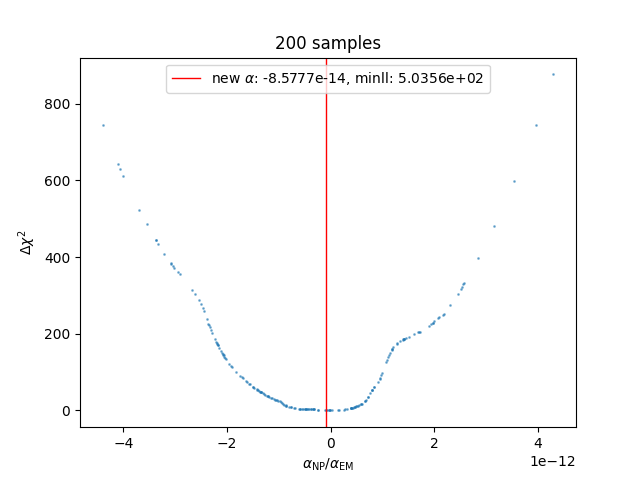 200 samples
new α: -8.5777e-14, minll: 5.0356e+02
Δχ²
800
600
400
200
0
−4
−2
0
2
4
1e−12
α_NP/α_EM